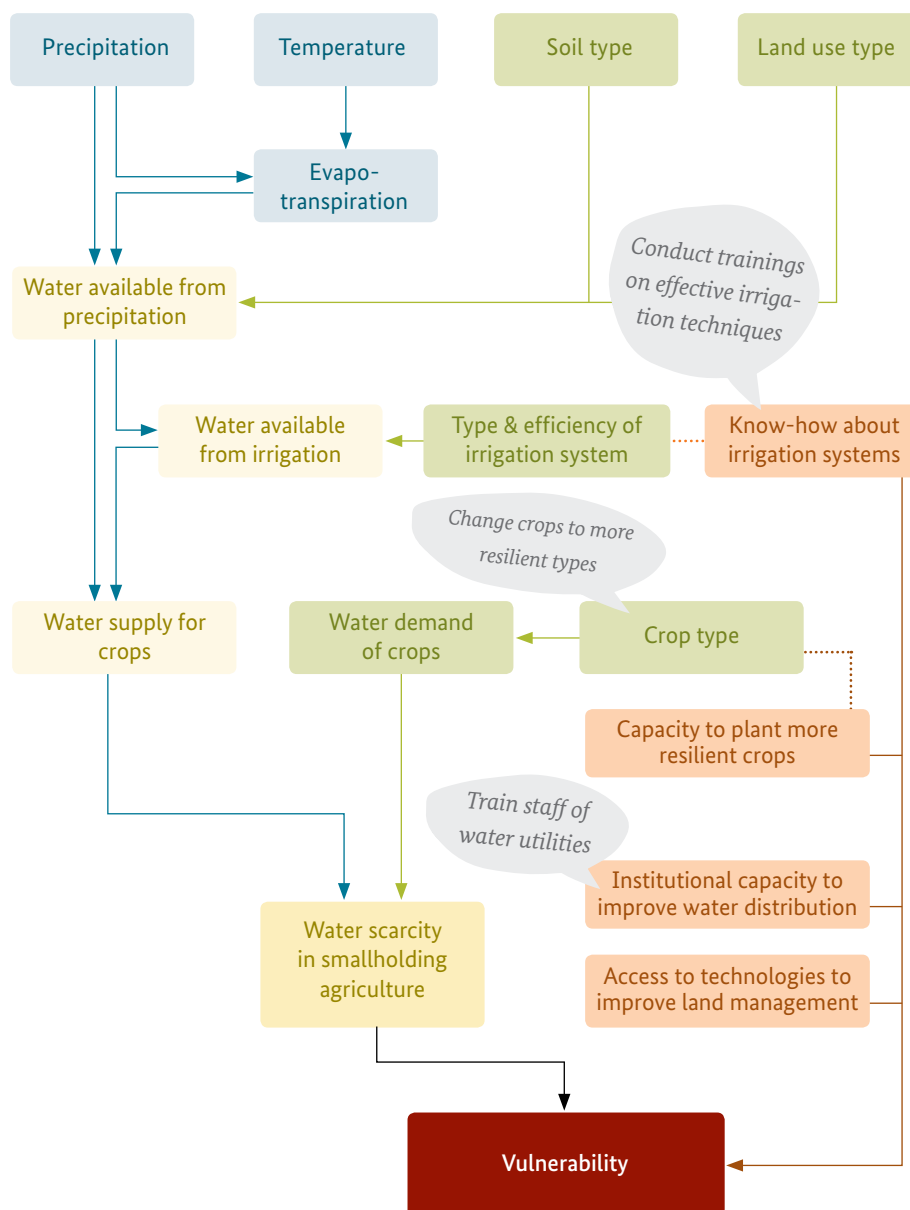 Precipitation
Temperature
Soil type
Land use type
Evapo-
transpiration
Conduct trainings
on effective irriga-
tion techniques
Water available from
precipitation
Water available
from irrigation
Type & efficiency of
irrigation system
Know-how about
irrigation systems
Change crops to more
resilient types
Water supply for
crops
Water demand
of crops
Crop type
Capacity to plant more
resilient crops
Train staff of
water utilities
Institutional capacity to
improve water distribution
Water scarcity
in smallholding
agriculture
Access to technologies to
improve land management
Vulnerability